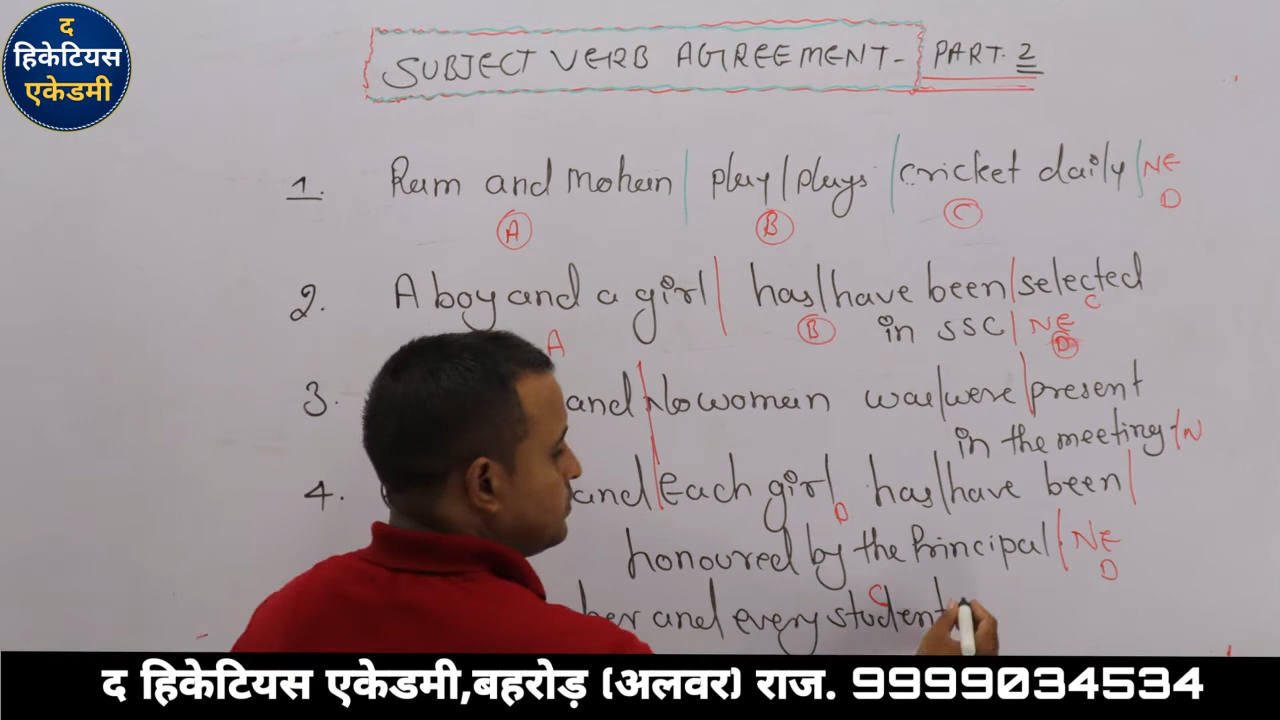 द
हिकेटियस
एकेडमी
SUBJECT VERB AGREEMENT - PART. 2
1. Ram and Mohan | play/plays | cricket daily / NE
A B C D
2. A boy and a girl | has/have been | selected
A B in SSC | NE C
D
3. and | No woman was/were | present
in the meeting / N
4. and | Each girl has/have been |
D
honoured by the Principal | NE
C D
her and every student
द हिकेटियस एकेडमी,बहरोड़ (अलवर) राज. 9999034534